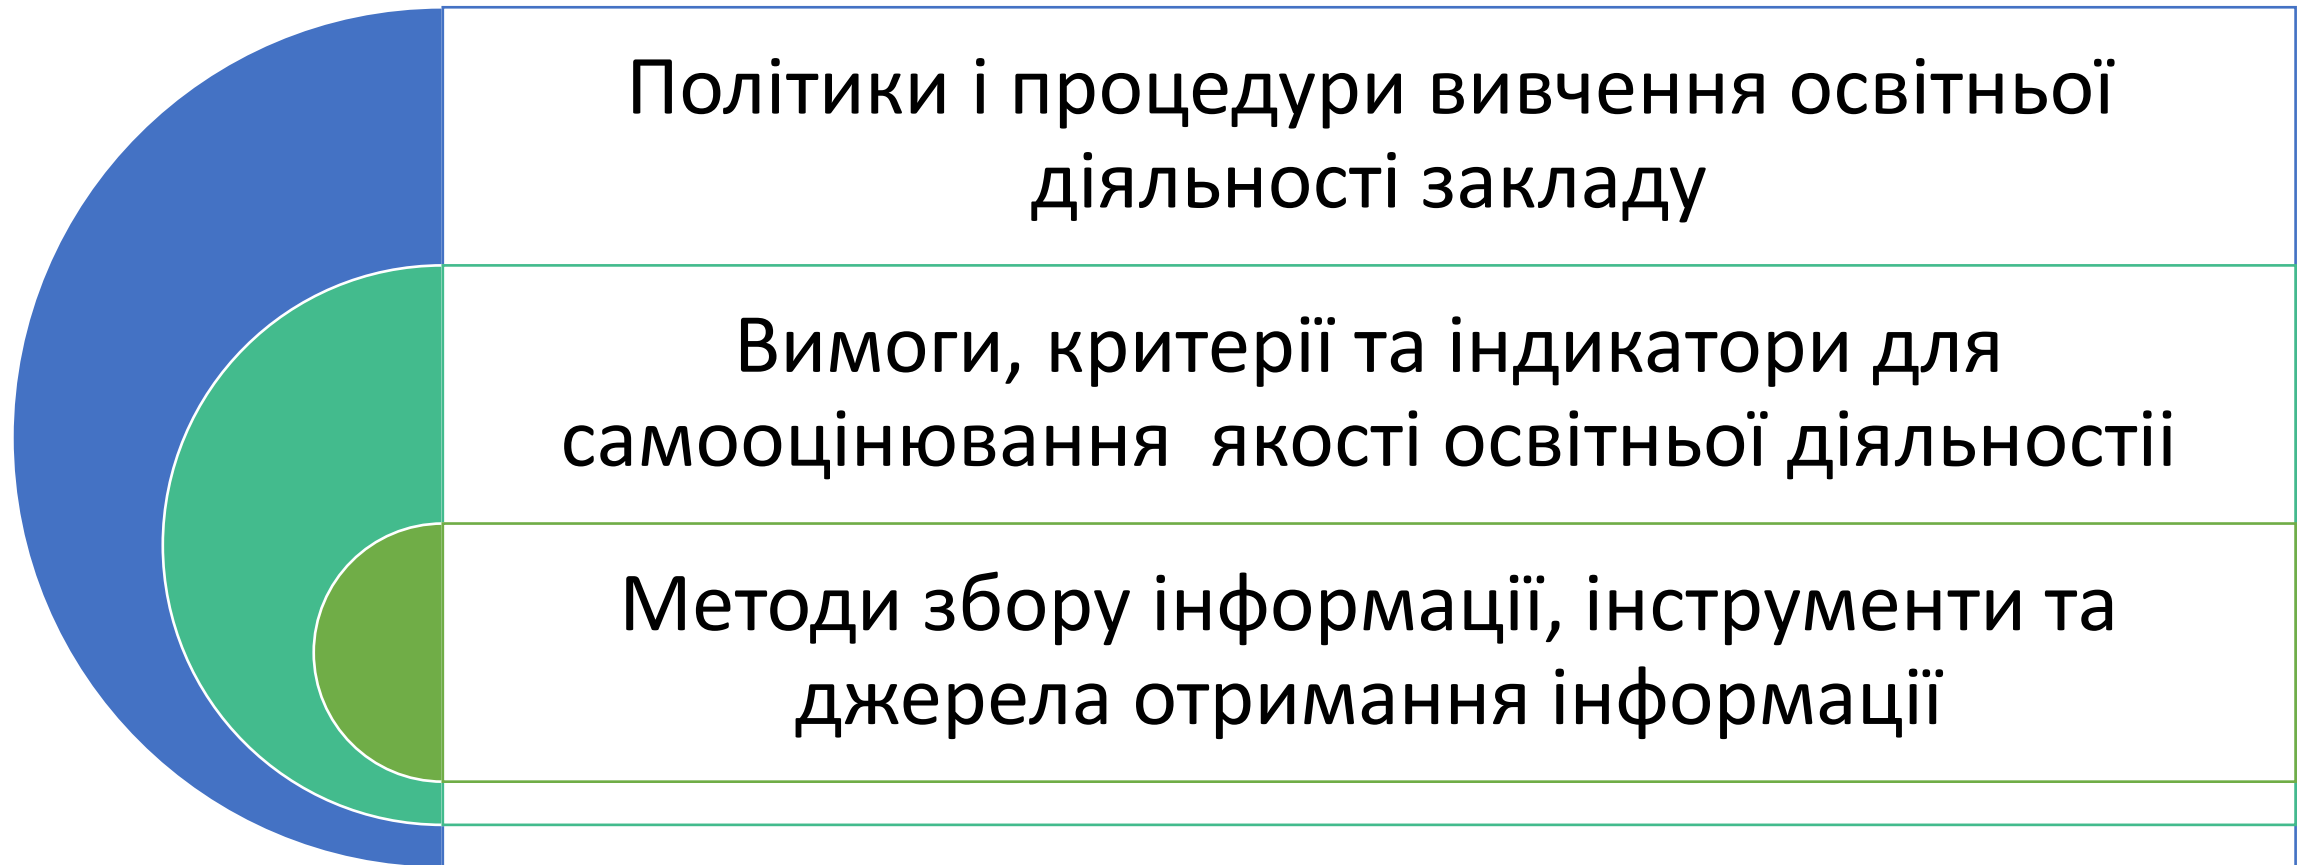 Політики і процедури вивчення освітньої
діяльності закладу
Вимоги, критерії та індикатори для
самооцінювання  якості освітньої діяльностіі
Методи збору інформації, інструменти та
джерела отримання інформації